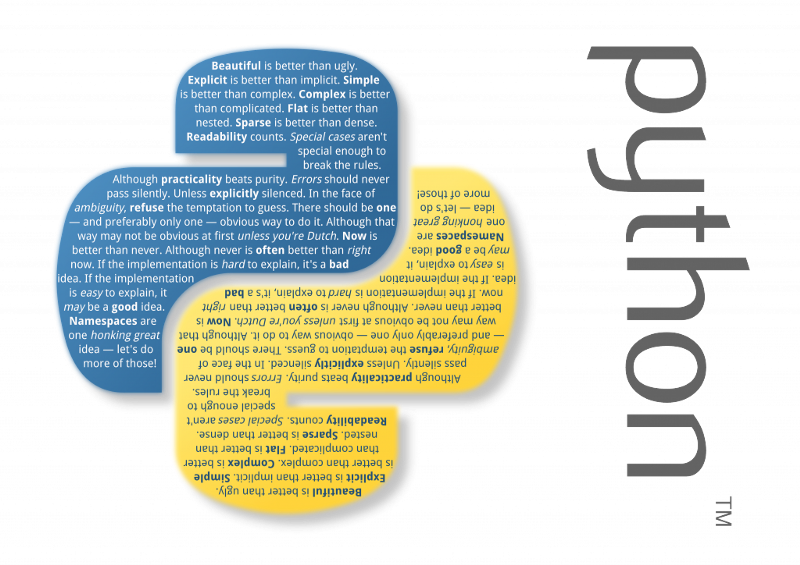 Beautiful is better than ugly.
Explicit is better than implicit. Simple
is better than complex. Complex is better
than complicated. Flat is better than
nested. Sparse is better than dense.
Readability counts. Special cases aren't
special enough to
break the rules.
Although practicality beats purity. Errors should never
pass silently. Unless explicitly silenced. In the face of
ambiguity, refuse the temptation to guess. There should be one
— and preferably only one — obvious way to do it. Although that
way may not be obvious at first unless you're Dutch. Now is
better than never. Although never is often better than right
now. If the implementation is hard to explain, it's a bad
idea. If the implementation
is easy to explain, it
may be a good idea.
Namespaces are
one honking great
idea — let's do
more of those!
Beautiful is better than ugly.
Explicit is better than implicit. Simple
is better than complex. Complex is better
than complicated. Flat is better than
nested. Sparse is better than dense.
Readability counts. Special cases aren't
special enough to
break the rules.
Although practicality beats purity. Errors should never
pass silently. Unless explicitly silenced. In the face of
ambiguity, refuse the temptation to guess. There should be one
— and preferably only one — obvious way to do it. Although that
way may not be obvious at first unless you're Dutch. Now is
better than never. Although never is often better than right
now. If the implementation is hard to explain, it's a bad
idea. If the implementation
is easy to explain, it
may be a good idea.
Namespaces are
one honking great
idea — let's do
more of those!
python
TM